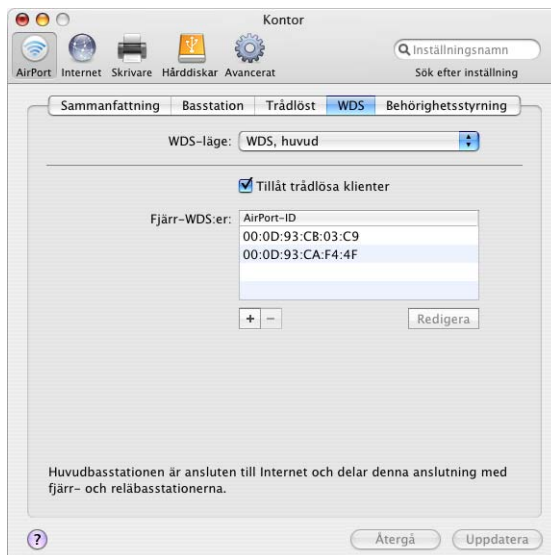 Kontor
AirPort Internet Skrivare Hårddiskar Avancerat
Inställningsnamn
Sök efter inställning
Sammanfattning Basstation Trådlöst WDS Behörighetsstyrning
WDS-läge: WDS, huvud
Tillåt trådlösa klienter
Fjärr-WDS:er:
AirPort-ID
00:0D:93:CB:03:C9
00:0D:93:CA:F4:4F
+ −
Redigera
Huvudbasstationen är ansluten till Internet och delar denna anslutning med
fjärr- och reläbasstationerna.
?
Återgå Uppdatera